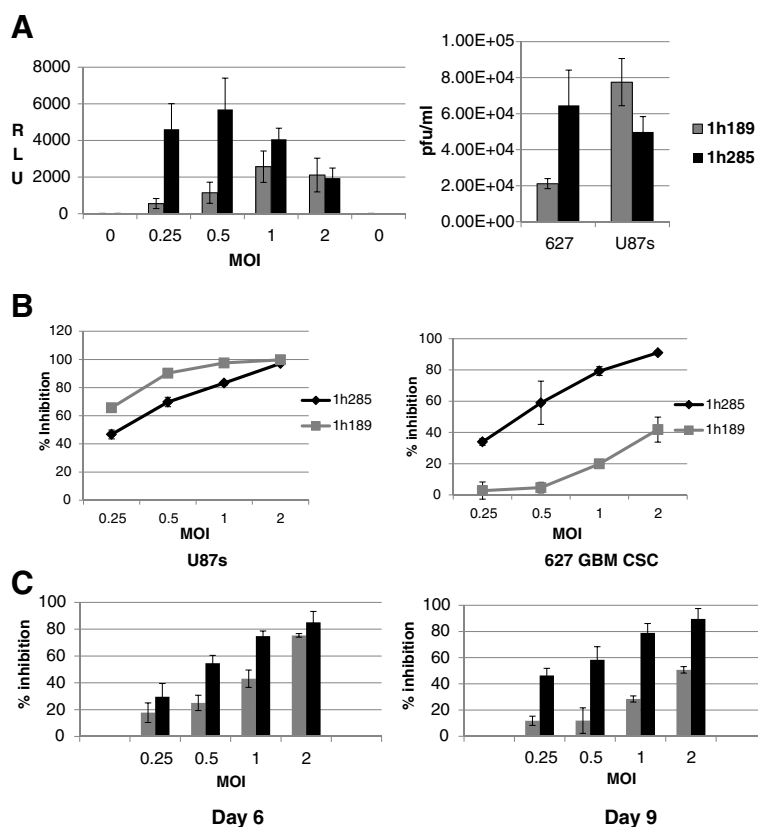 A
8000
6000
4000
2000
0
R
L
U
0 0.25 0.5 1 2 0
MOI
1.00E+05
8.00E+04
6.00E+04
4.00E+04
2.00E+04
0.00E+00
pfu/ml
627 U87s
1h189
1h285
B
120
100
80
60
40
20
0
% Inhibition
0.25 0.5 1 2
MOI
U87s
1h285
1h189
100
80
60
40
20
0
% inhibition
0.25 0.5 1 2
MOI
627 GBM CSC
1h285
1h189
C
100
80
60
40
20
0
% inhibition
0.25 0.5 1 2
MOI
Day 6
100
80
60
40
20
0
% inhibition
0.25 0.5 1 2
MOI
Day 9